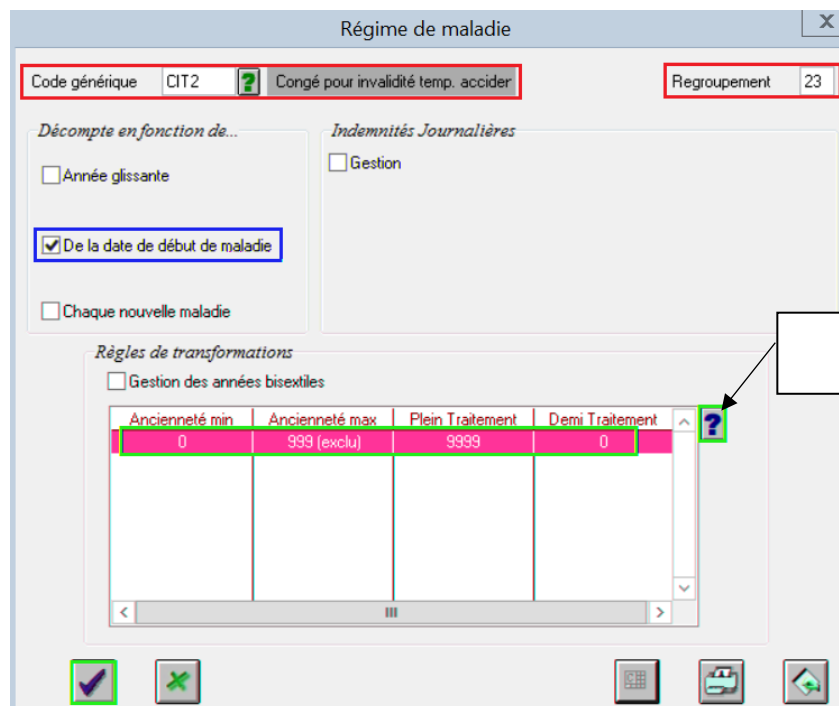 Régime de maladie
X
Code générique CIT2 ? Congé pour invalidité temp. accider Regroupement 23
Décompte en fonction de...
Indemnités Journalières
Année glissante
Gestion
De la date de début de maladie
Chaque nouvelle maladie
Règles de transformations
Gestion des années bisextiles
Ancienneté min Ancienneté max Plein Traitement Demi Traitement
?
0 999 (exclu) 9999 0